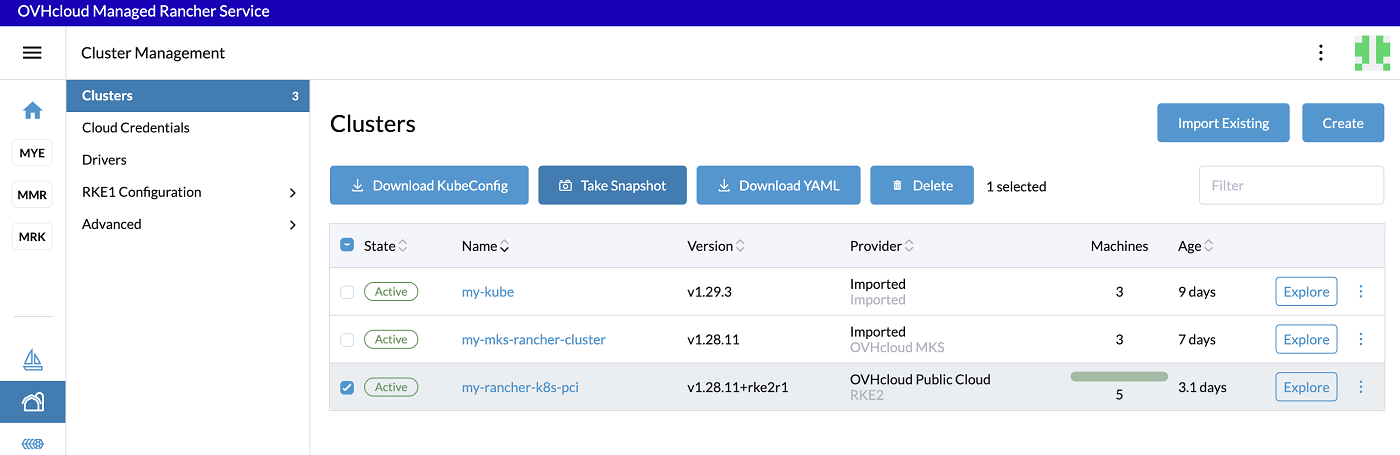 OVHcloud Managed Rancher Service
Cluster Management
Clusters 3
Cloud Credentials
Drivers
RKE1 Configuration
Advanced
MYE
MMR
MRK
Clusters
Import Existing
Create
Download KubeConfig
Take Snapshot
Download YAML
Delete
1 selected
Filter
State Name Version Provider Machines Age
Active my-kube v1.29.3 Imported 3 9 days Explore
Imported
Active my-mks-rancher-cluster v1.28.11 Imported 3 7 days Explore
OVHcloud MKS
Active my-rancher-k8s-pci v1.28.11+rke2r1 OVHcloud Public Cloud 5 3.1 days Explore
RKE2